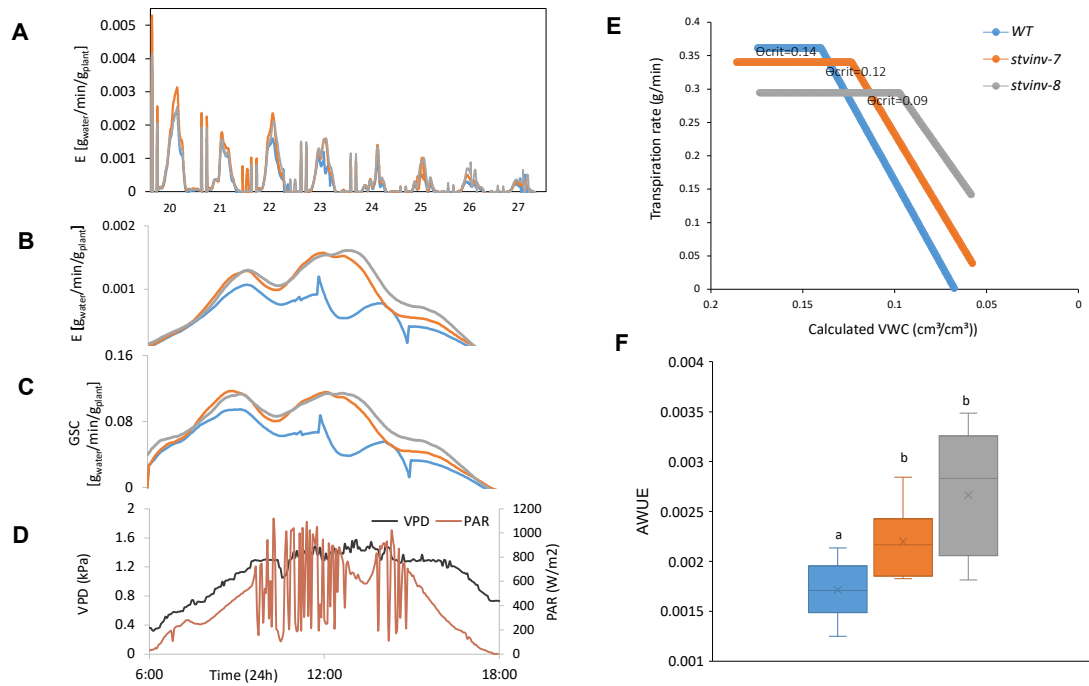 A
E [g_water/min/g_plant]
0.005
0.004
0.003
0.002
0.001
0
20 21 22 23 24 25 26 27
B
E [g_water/min/g_plant]
0.002
0.001
C
GSC
[g_water/min/g_plant]
0.16
0.08
0
D
VPD (kPa)
2
1.6
1.2
0.8
0.4
0
VPD PAR
1200
1000
800
600
400
200
0
PAR (W/m2)
6:00 12:00 18:00
Time (24h)
E
Transpiration rate (g/min)
0.4
0.35
0.3
0.25
0.2
0.15
0.1
0.05
0
ϴcrit=0.14
ϴcrit=0.12
ϴcrit=0.09
WT
stvinv-7
stvinv-8
0.2 0.15 0.1 0.05 0
Calculated VWC (cm³/cm³))
F
AWUE
0.004
0.0035
0.003
0.0025
0.002
0.0015
0.001
a
b
b